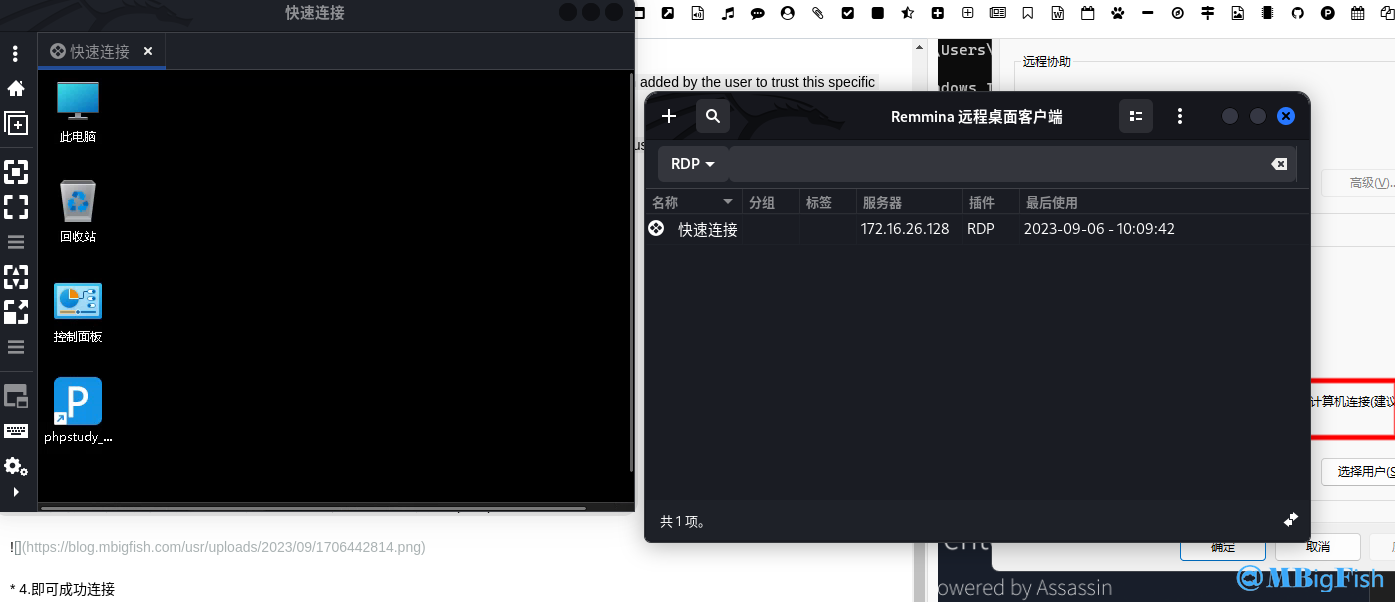 快速连接
快速连接
此电脑
回收站
控制面板
phpstudy_...
added by the user to trust this specific
\Users\
远程协助
Remmina 远程桌面客户端
RDP
名称 分组 标签 服务器 插件 最后使用
快速连接 172.16.26.128 RDP 2023-09-06 - 10:09:42
共 1 项。
高级(V)...
计算机连接(建议
选择用户(S
确定 取消
![](https://blog.mbigfish.com/usr/uploads/2023/09/1706442814.png)
* 4.即可成功连接
owered by Assassin
@MBigFish